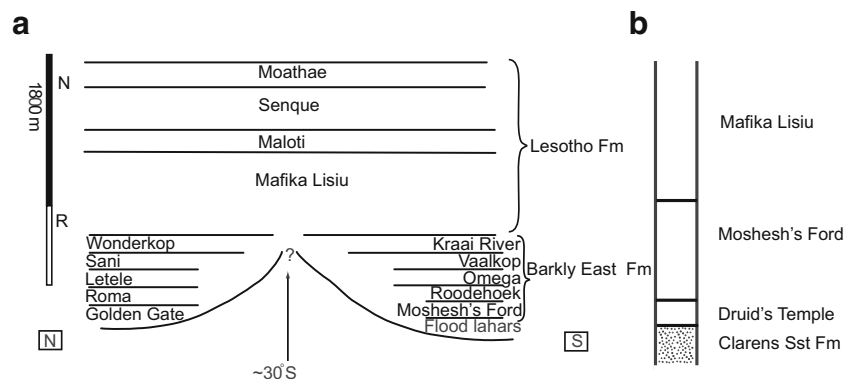 a
b
N
1800 m
R
Moathae
Senque
Maloti
Mafika Lisiu
Lesotho Fm
Wonderkop
Sani
Letele
Roma
Golden Gate
?
Kraai River
Vaalkop
Omega
Roodehoek
Moshesh's Ford
Flood lahars
Barkly East Fm
N
S
~30°S
Mafika Lisiu
Moshesh's Ford
Druid's Temple
Clarens Sst Fm